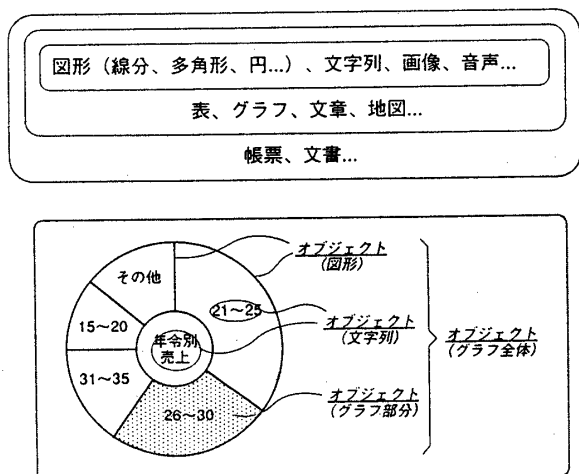 図形（線分、多角形、円...）、文字列、画像、音声...
表、グラフ、文章、地図...
帳票、文書...
オブジェクト
(図形)
その他
21～25
15～20
年令別
売上
オブジェクト
(文字列)
オブジェクト
(グラフ全体)
31～35
26～30
オブジェクト
(グラフ部分)